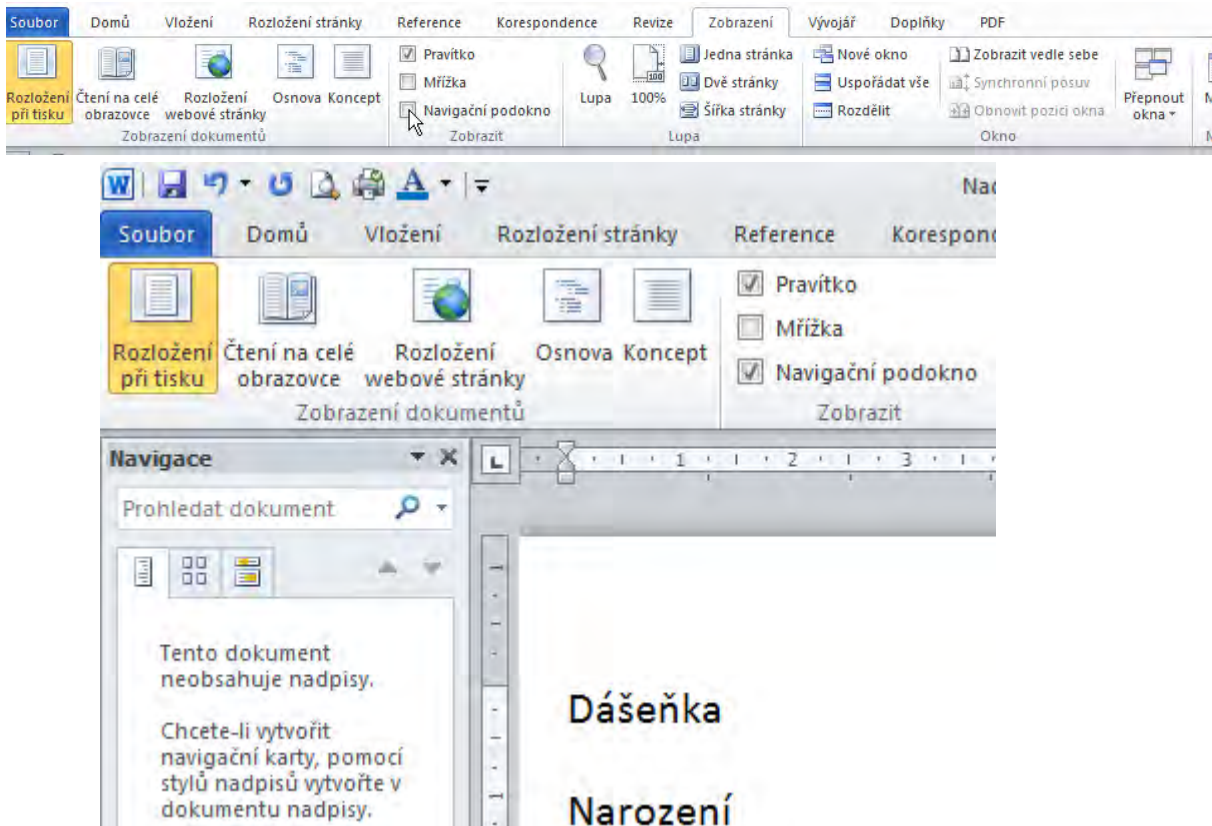 Soubor Domů Vložení Rozložení stránky Reference Korespondence Revize Zobrazení Vývojář Doplňky PDF
Rozložení při tisku
Čtení na celé obrazovce
Rozložení webové stránky
Osnova
Koncept
Zobrazení dokumentů
Pravítko
Mřížka
Navigační podokno
Zobrazit
Lupa
100%
Jedna stránka
Dvě stránky
Šířka stránky
Lupa
Nové okno
Uspořádat vše
Rozdělit
Zobrazit vedle sebe
Synchronní posuv
Obnovit pozici okna
Přepnout okna
Okno
Soubor Domů Vložení Rozložení stránky Reference
Rozložení při tisku
Čtení na celé obrazovce
Rozložení webové stránky
Osnova
Koncept
Zobrazení dokumentů
Pravítko
Mřížka
Navigační podokno
Zobrazit
Navigace
Prohledat dokument
1 2 3
Tento dokument
neobsahuje nadpisy.
Chcete-li vytvořit
navigační karty, pomocí
stylů nadpisů vytvořte v
dokumentu nadpisy.
Dášeňka
Narození